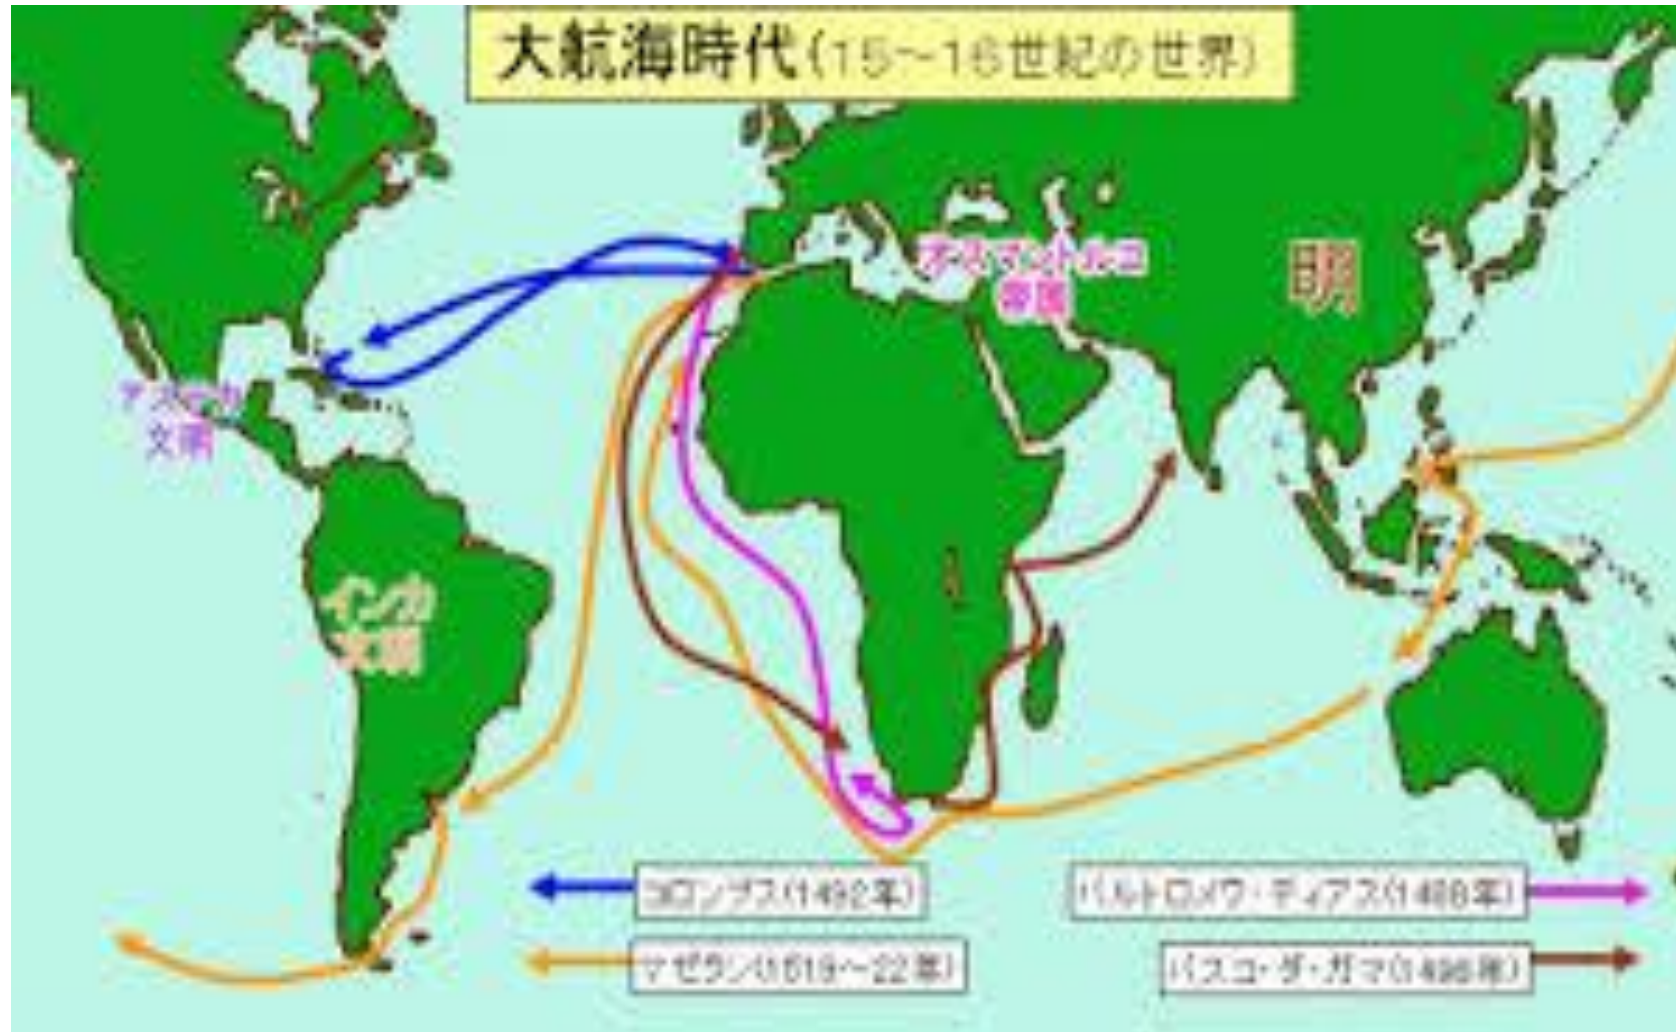 大航海時代(15～16世紀の世界)
オスマントルコ
帝国
明
アステカ
文明
インカ
文明
コロンブス(1492年)
バルトロメウ・ディアス(1488年)
マゼラン(1519～22年)
バスコ・ダ・ガマ(1498年)